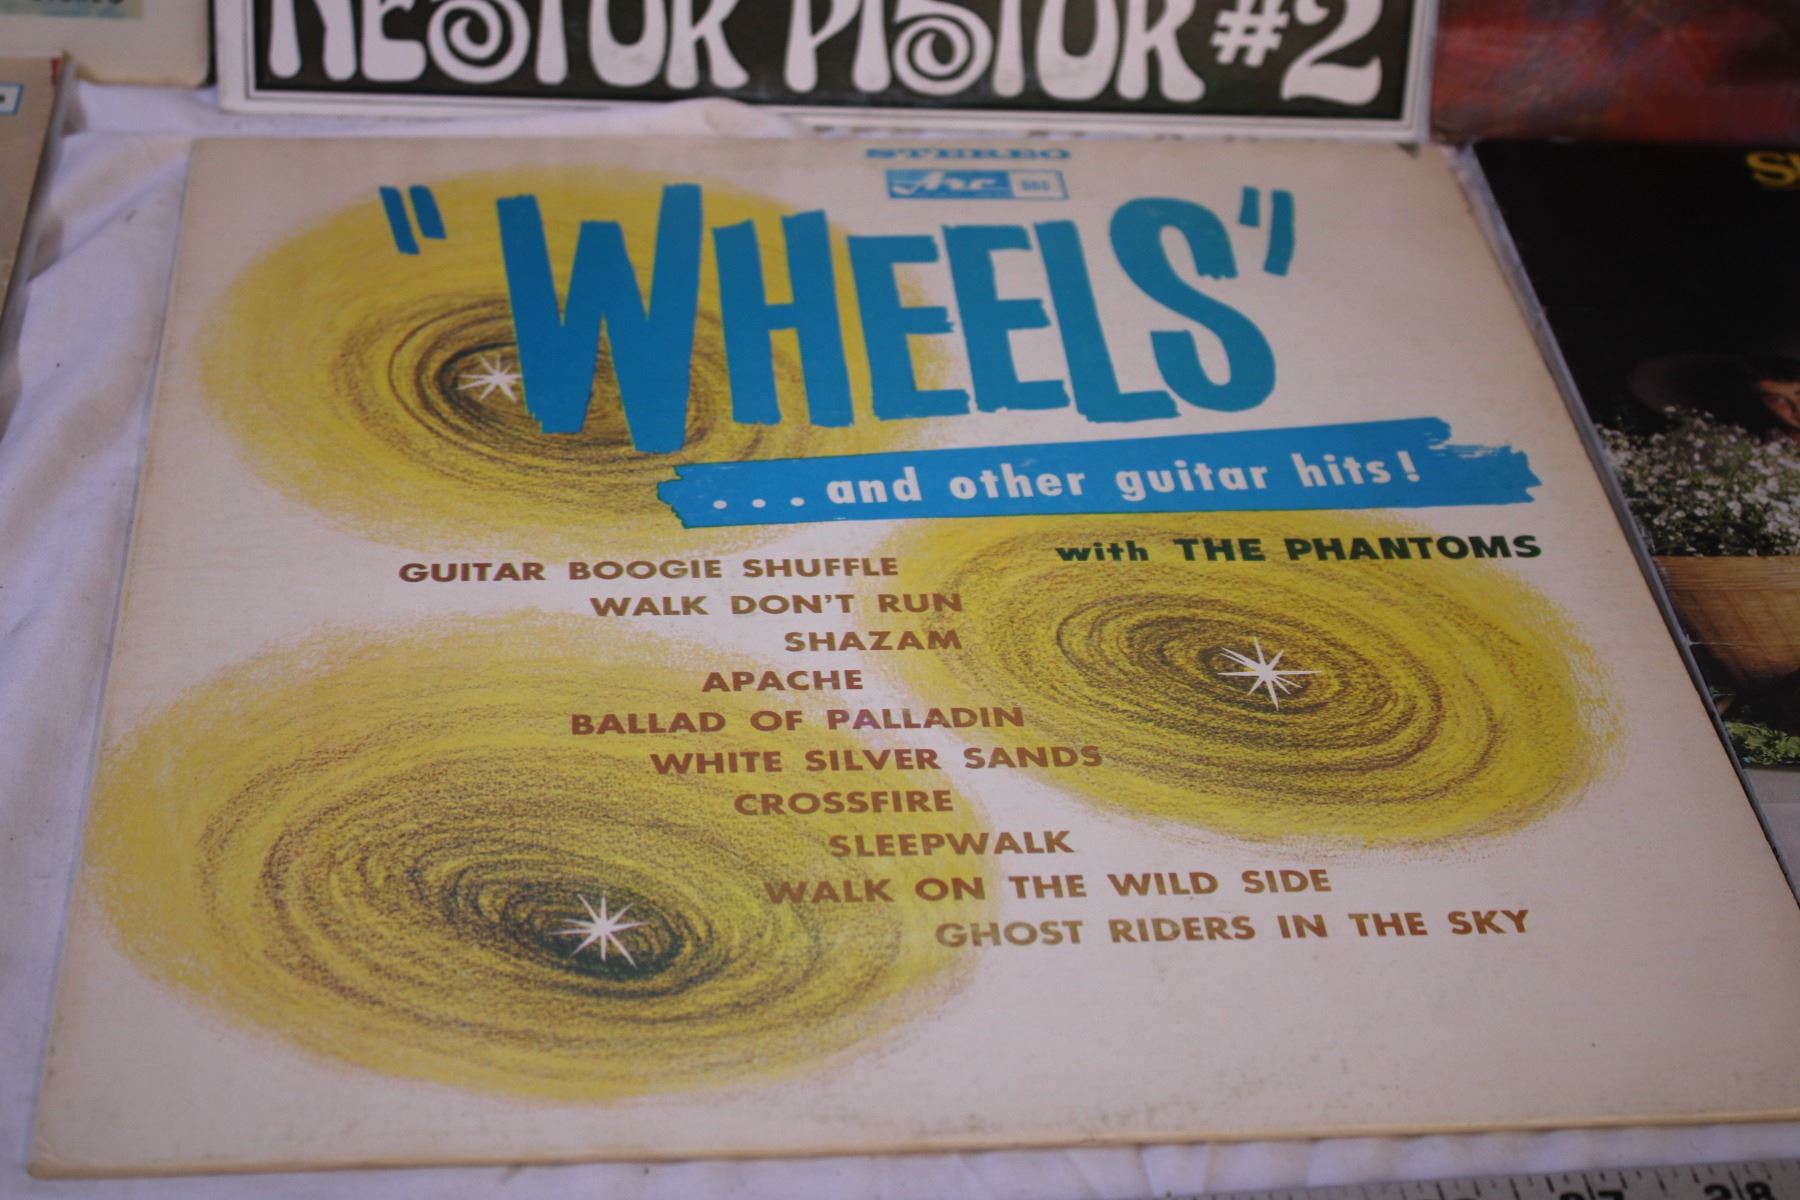 NESTOR PISTOR #2
STEREO
Arc
"WHEELS"
. . . and other guitar hits!
with THE PHANTOMS
GUITAR BOOGIE SHUFFLE
WALK DON'T RUN
SHAZAM
APACHE
BALLAD OF PALLADIN
WHITE SILVER SANDS
CROSSFIRE
SLEEPWALK
WALK ON THE WILD SIDE
GHOST RIDERS IN THE SKY